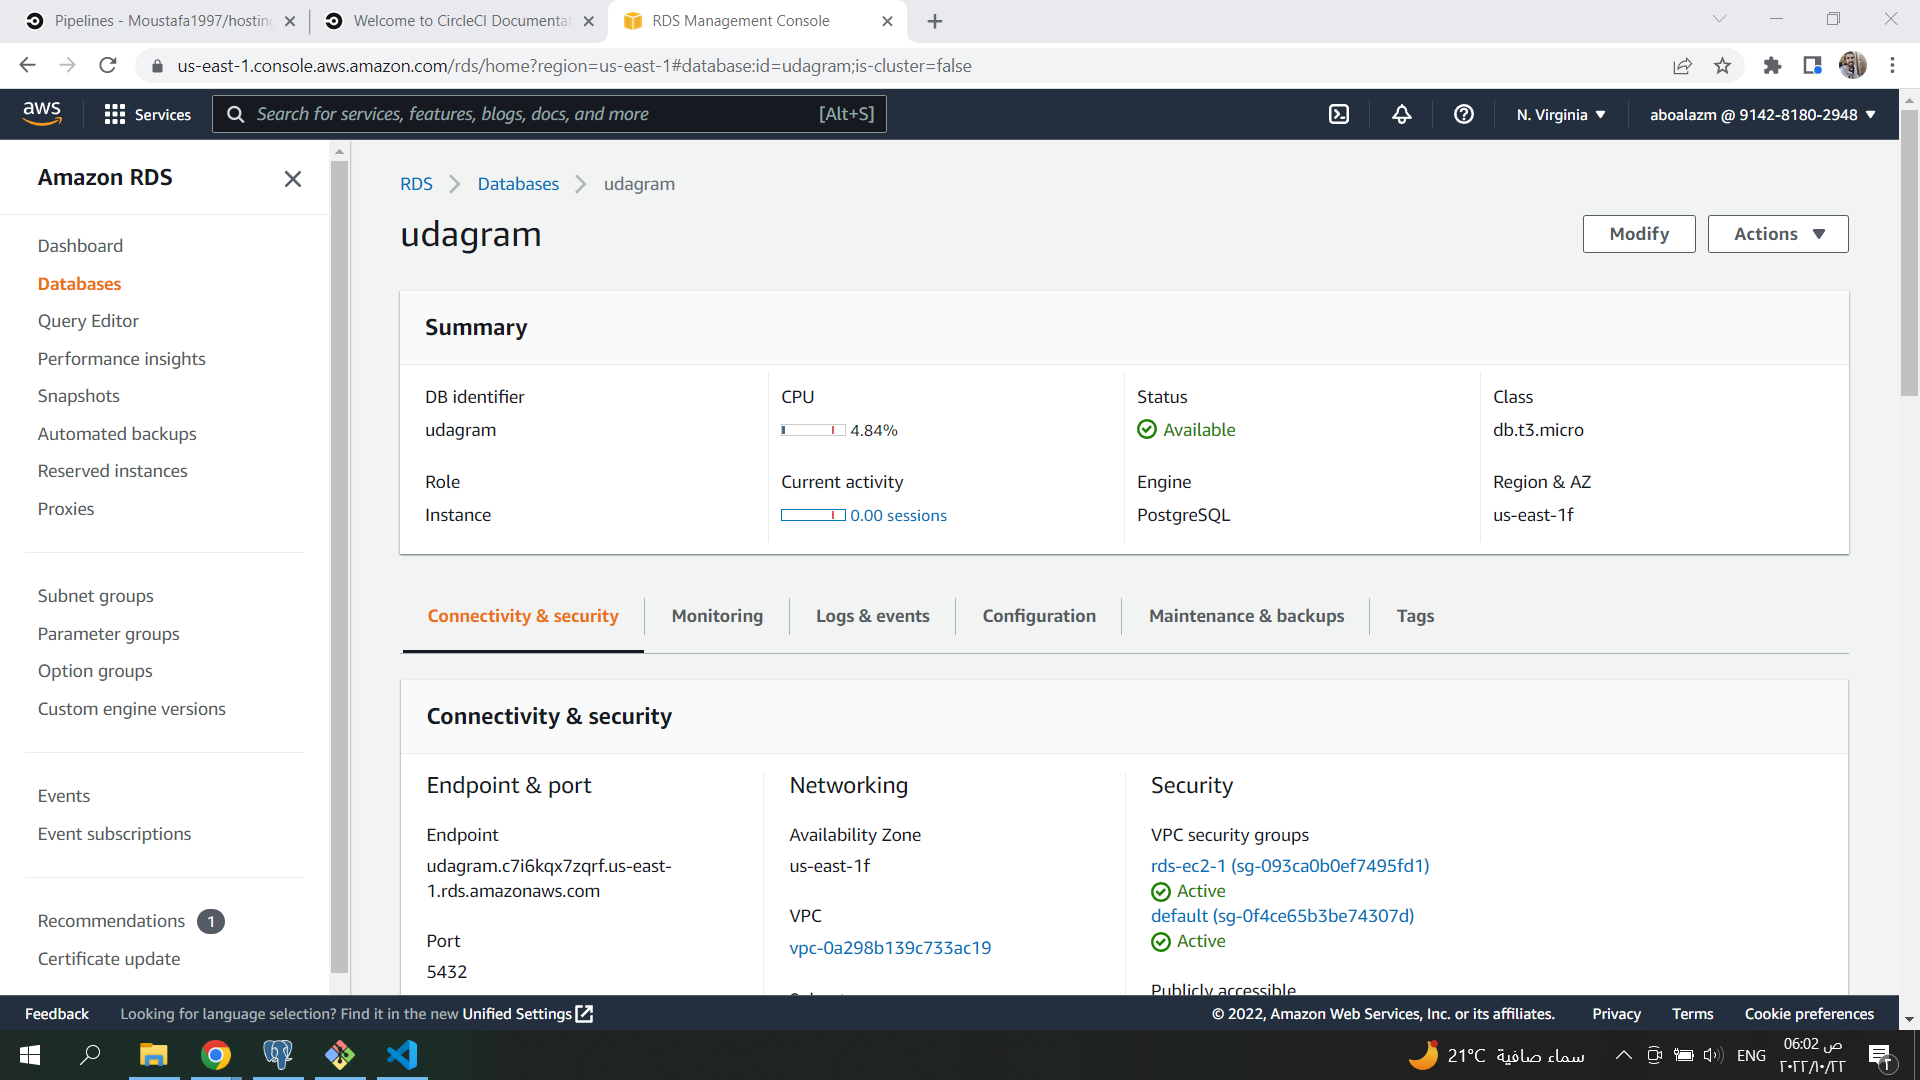 Pipelines - Moustafa1997/hosting
Welcome to CircleCI Documentat
RDS Management Console
us-east-1.console.aws.amazon.com/rds/home?region=us-east-1#database:id=udagram;is-cluster=false
aws
Services
Search for services, features, blogs, docs, and more
[Alt+S]
N. Virginia
aboalazm @ 9142-8180-2948
Amazon RDS
Dashboard
Databases
Query Editor
Performance insights
Snapshots
Automated backups
Reserved instances
Proxies
Subnet groups
Parameter groups
Option groups
Custom engine versions
Events
Event subscriptions
Recommendations 1
Certificate update
RDS
Databases
udagram
udagram
Modify
Actions
Summary
DB identifier
udagram
CPU
4.84%
Status
Available
Class
db.t3.micro
Role
Instance
Current activity
0.00 sessions
Engine
PostgreSQL
Region & AZ
us-east-1f
Connectivity & security
Monitoring
Logs & events
Configuration
Maintenance & backups
Tags
Connectivity & security
Endpoint & port
Endpoint
udagram.c7i6kqx7zqrf.us-east-
1.rds.amazonaws.com
Port
5432
Networking
Availability Zone
us-east-1f
VPC
vpc-0a298b139c733ac19
Security
VPC security groups
rds-ec2-1 (sg-093ca0b0ef7495fd1)
Active
default (sg-0f4ce65b3be74307d)
Active
Publicly accessible
Feedback
Looking for language selection? Find it in the new Unified Settings
© 2022, Amazon Web Services, Inc. or its affiliates.
Privacy
Terms
Cookie preferences
21°C سماء صافية
ENG
06:02 ص
٢٠٢٢/١٠/٢٢
٢